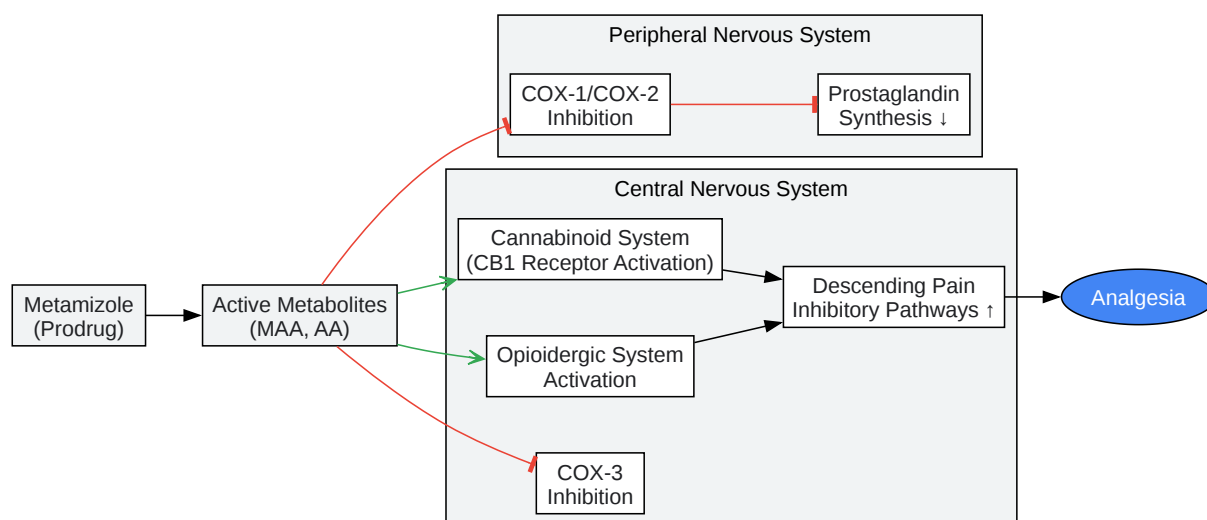 Peripheral Nervous System
COX-1/COX-2
Inhibition
Prostaglandin
Synthesis ↓
Central Nervous System
Cannabinoid System
(CB1 Receptor Activation)
Descending Pain
Inhibitory Pathways ↑
Analgesia
Metamizole
(Prodrug)
Active Metabolites
(MAA, AA)
Opioidergic System
Activation
COX-3
Inhibition